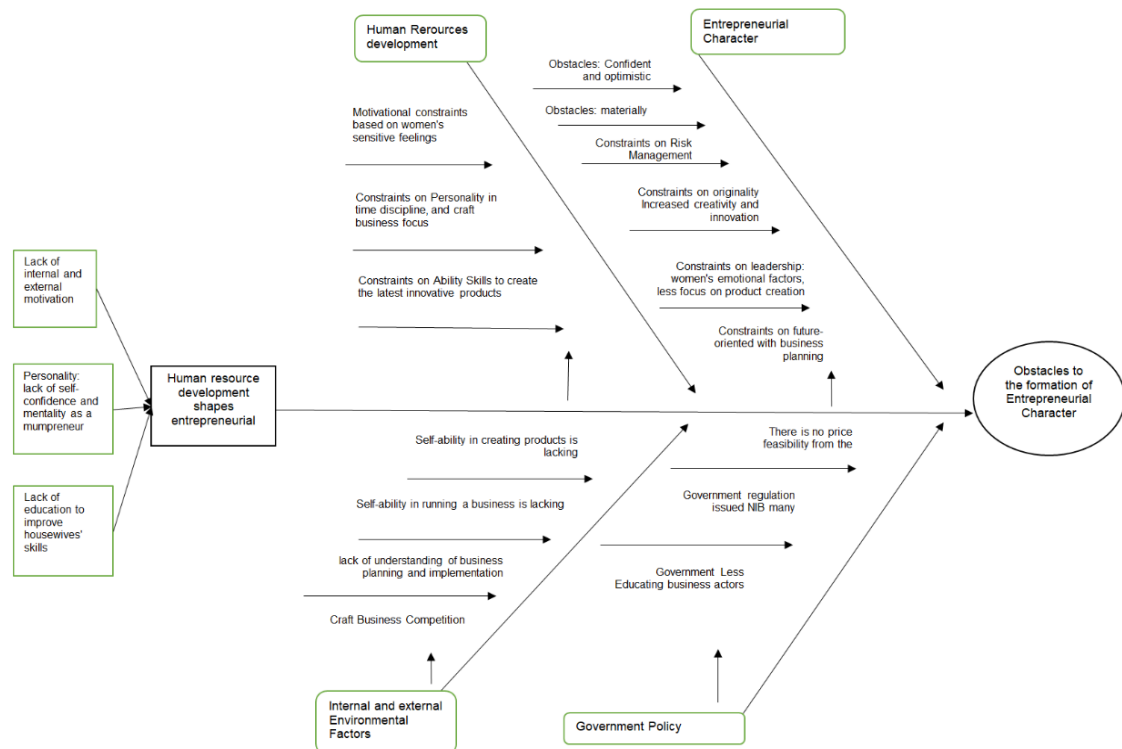 Human Rerources
development
Entrepreneurial
Character
Obstacles: Confident
and optimistic
Obstacles: materially
Constraints on Risk
Management
Constraints on originality
Increased creativity and
innovation
Constraints on leadership:
women's emotional factors,
less focus on product creation
Constraints on future-
oriented with business
planning
Motivational constraints
based on women's
sensitive feelings
Constraints on Personality in
time discipline, and craft
business focus
Constraints on Ability Skills to create
the latest innovative products
Lack of
internal and
external
motivation
Personality:
lack of self-
confidence and
mentality as a
mumpreneur
Lack of
education to
improve
housewives'
skills
Human resource
development
shapes
entrepreneurial
Obstacles to
the formation of
Entrepreneurial
Character
Self-ability in creating products is
lacking
Self-ability in running a business is lacking
lack of understanding of business
planning and implementation
Craft Business Competition
There is no price
feasibility from the
Government regulation
issued NIB many
Government Less
Educating business actors
Internal and external
Environmental
Factors
Government Policy